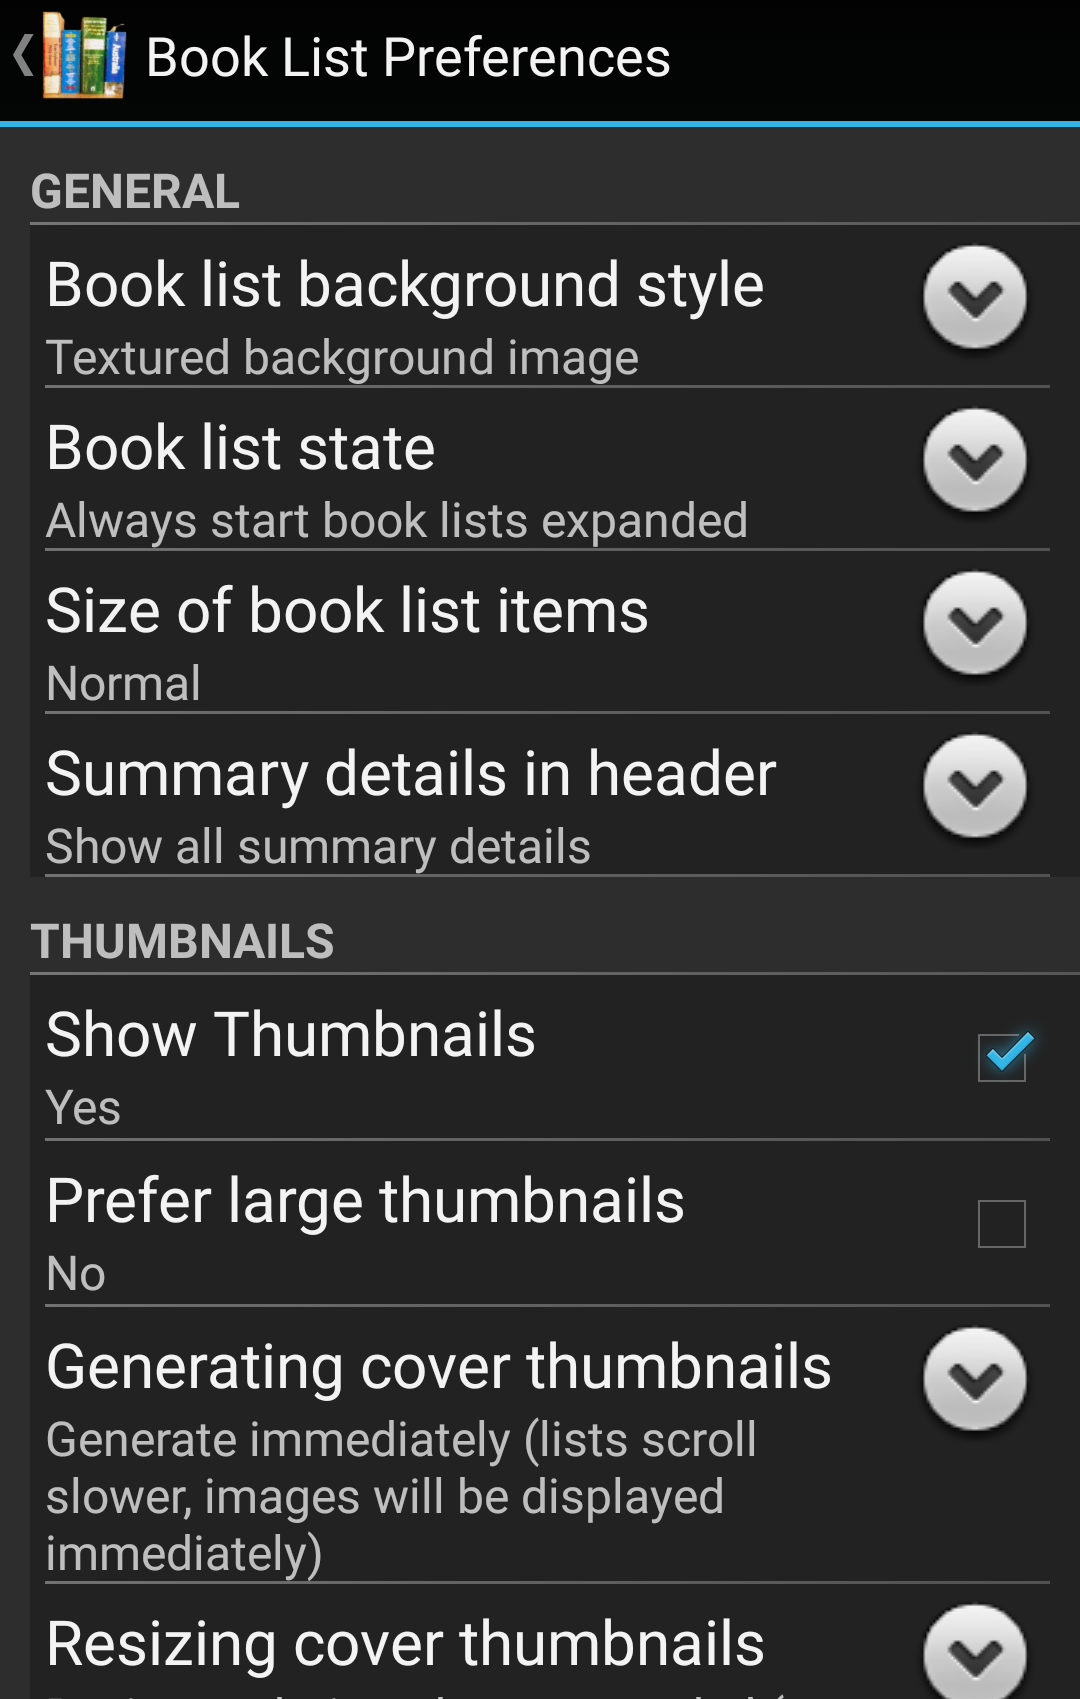 Book List Preferences
GENERAL
Book list background style
Textured background image
Book list state
Always start book lists expanded
Size of book list items
Normal
Summary details in header
Show all summary details
THUMBNAILS
Show Thumbnails
Yes
Prefer large thumbnails
No
Generating cover thumbnails
Generate immediately (lists scroll
slower, images will be displayed
immediately)
Resizing cover thumbnails